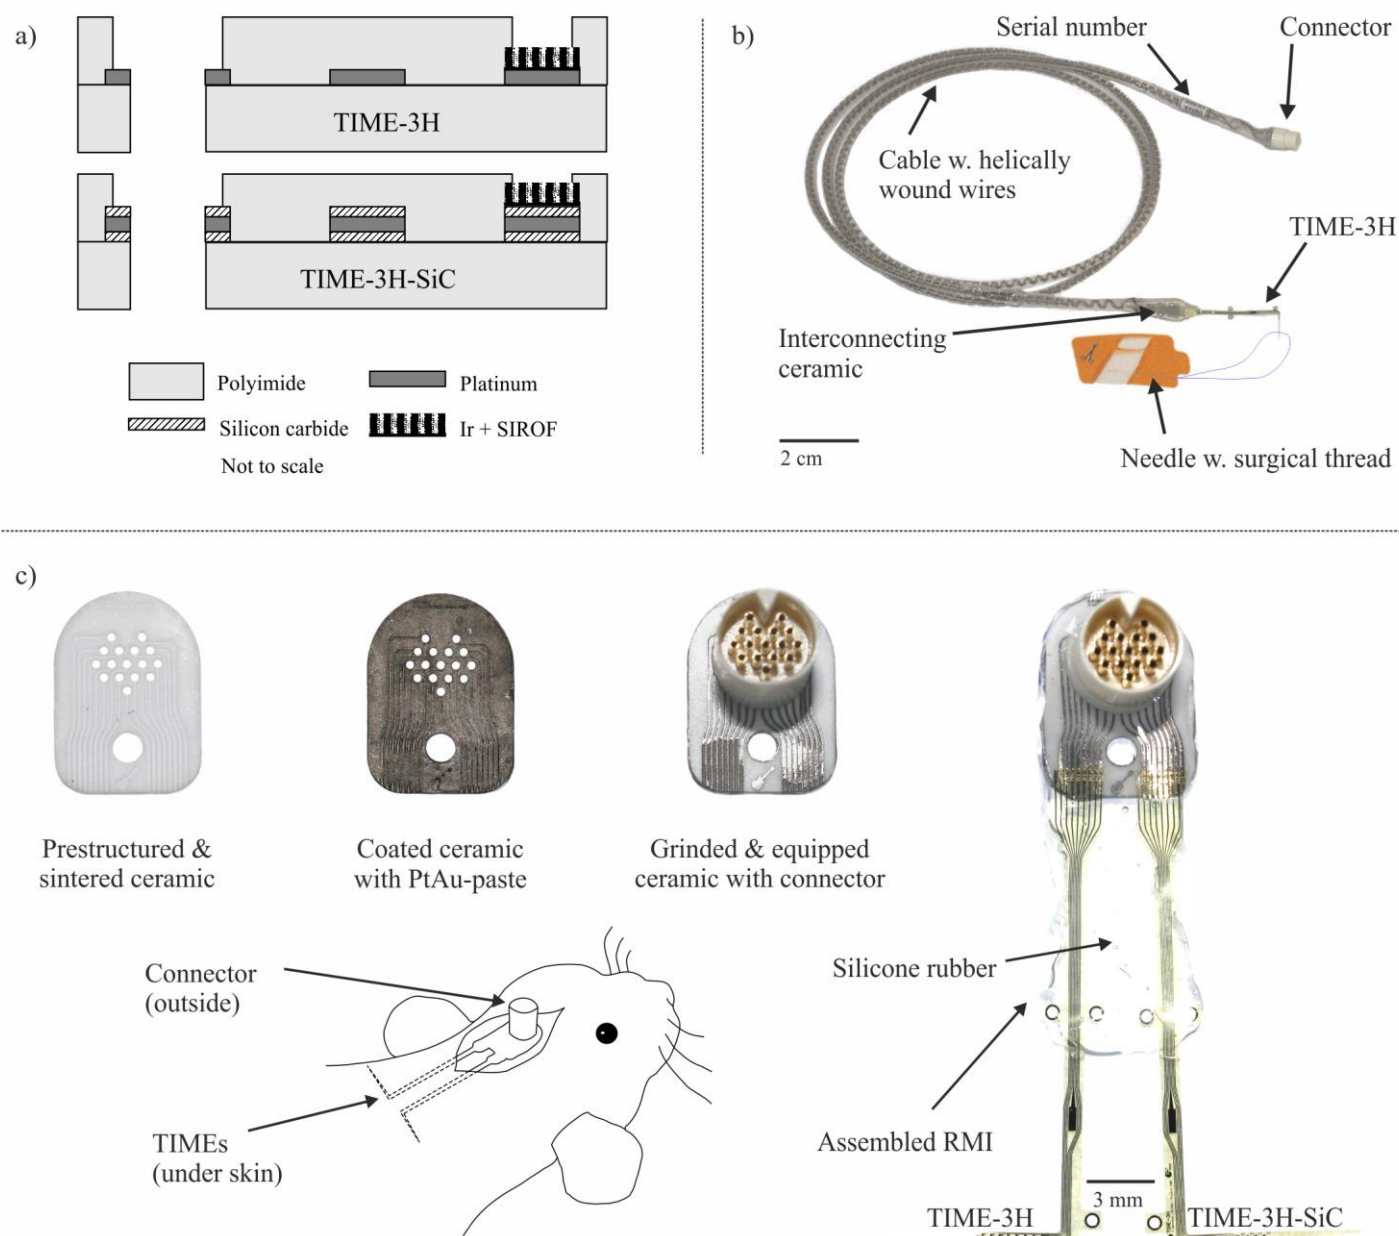 a)
TIME-3H
TIME-3H-SiC
Polyimide
Platinum
Silicon carbide
Ir + SIROF
Not to scale
b)
Serial number
Connector
Cable w. helically
wound wires
TIME-3H
Interconnecting
ceramic
2 cm
Needle w. surgical thread
c)
Prestructured &
sintered ceramic
Coated ceramic
with PtAu-paste
Grinded & equipped
ceramic with connector
Connector
(outside)
TIMEs
(under skin)
Silicone rubber
Assembled RMI
3 mm
TIME-3H
TIME-3H-SiC